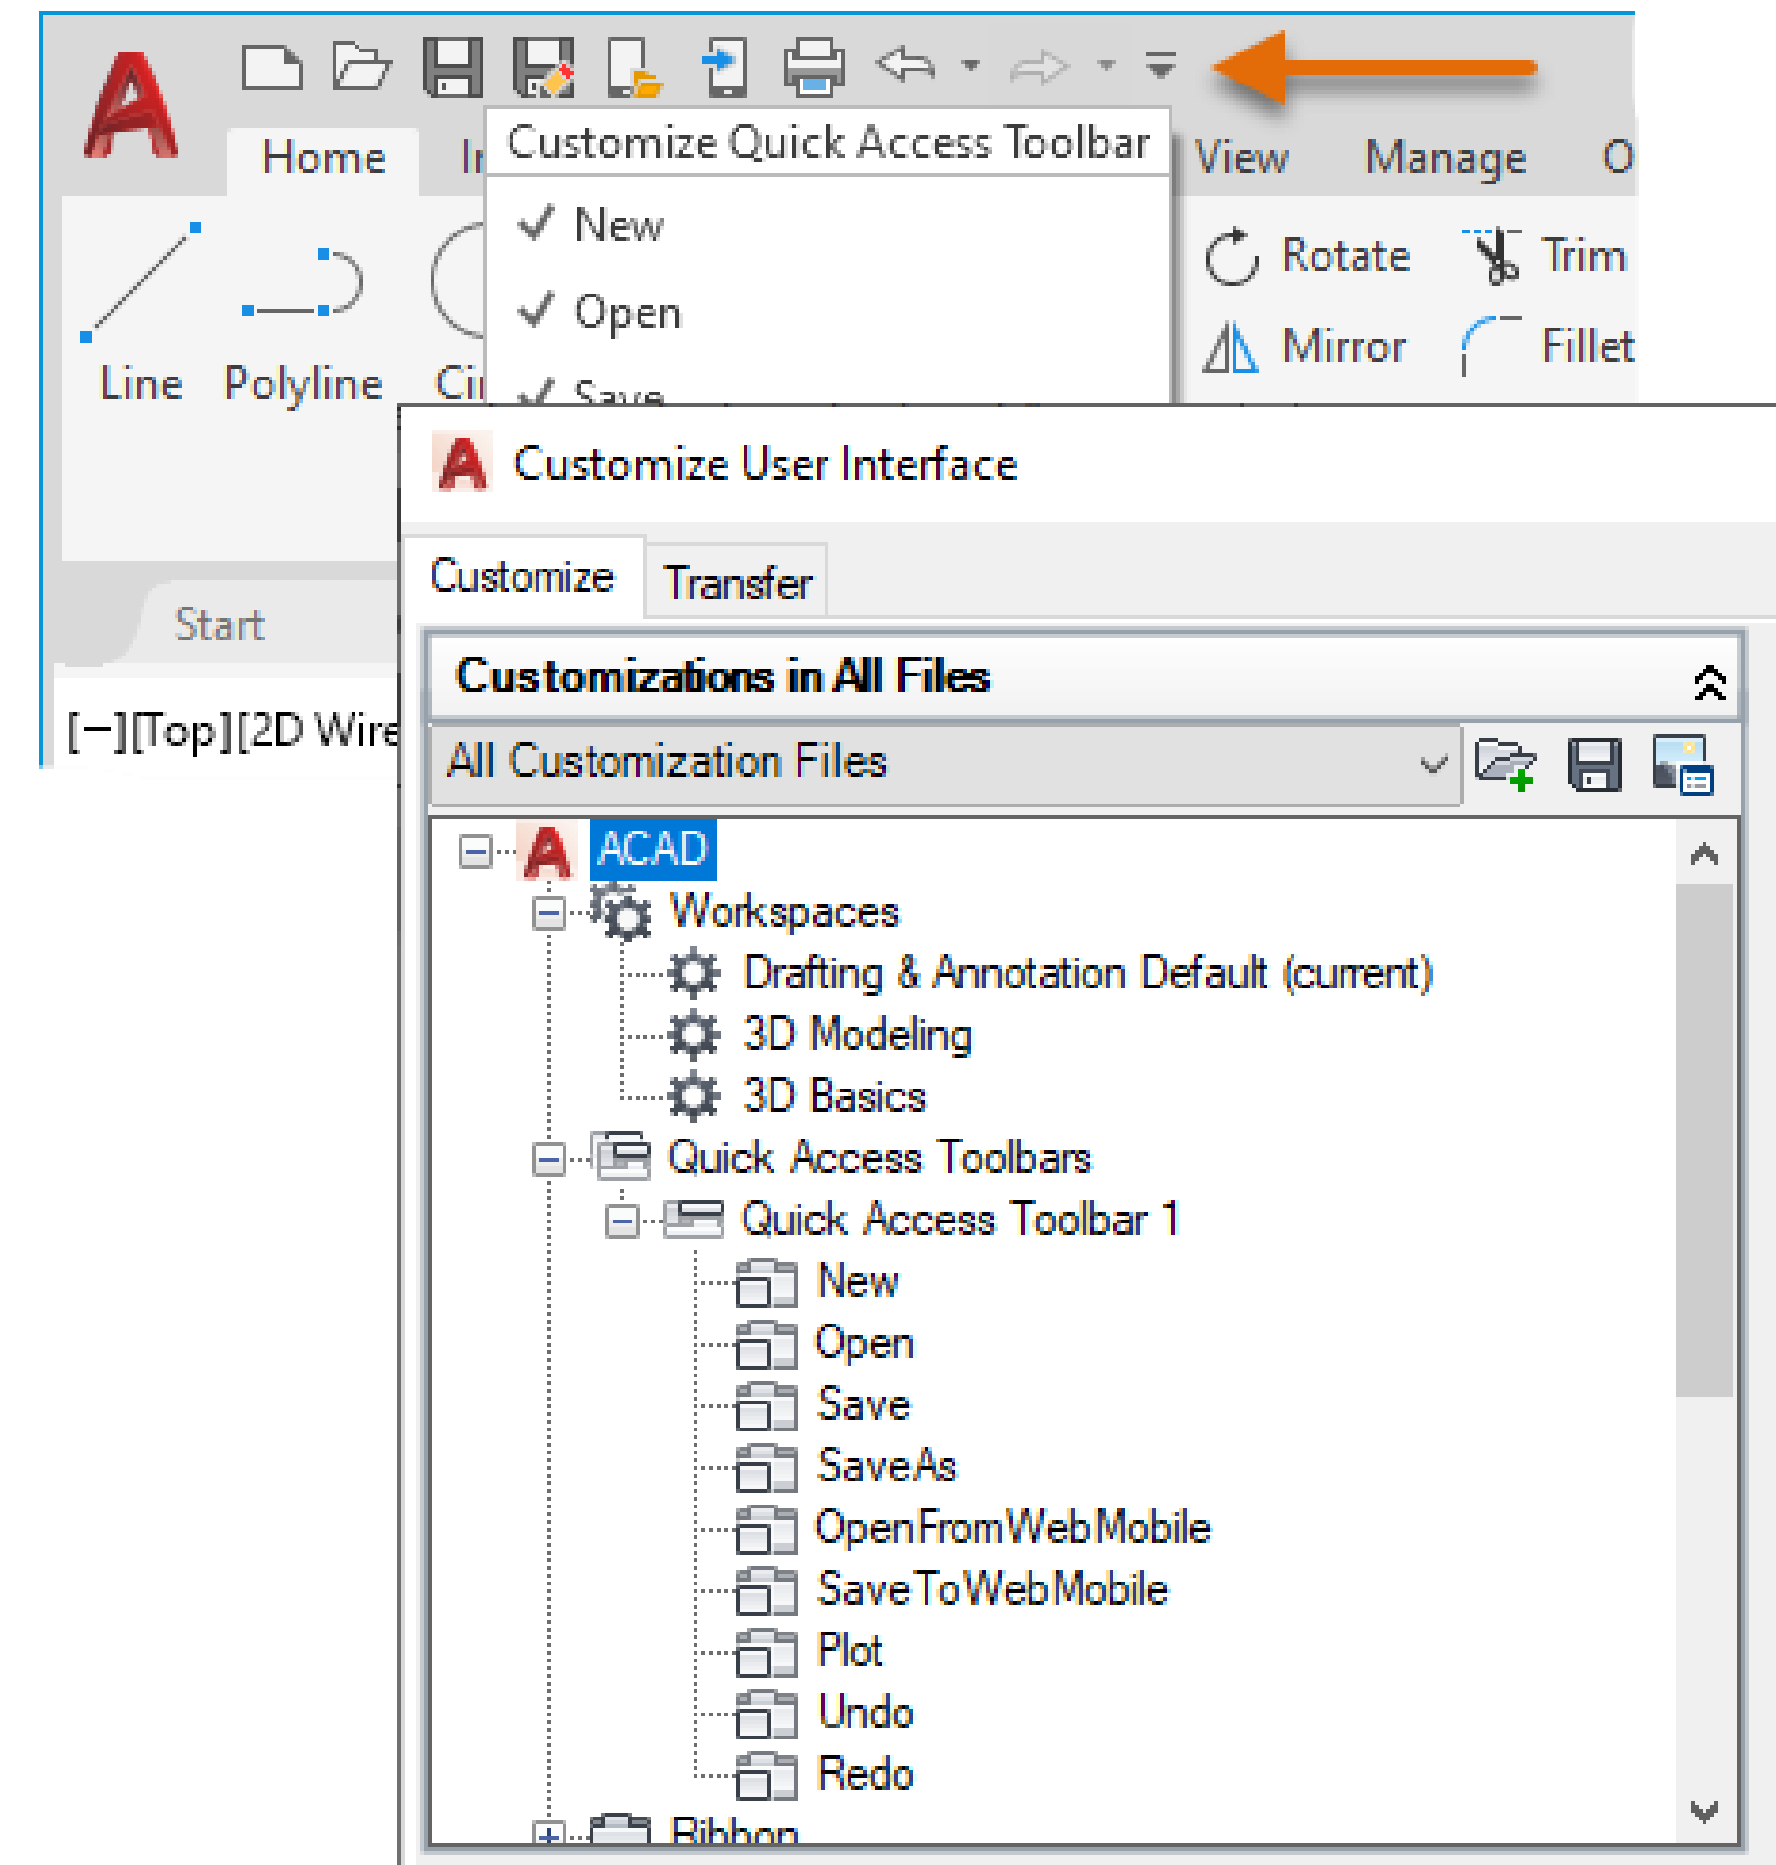 Customize Quick Access Toolbar
Home
View
Manage
New
Open
Save
Rotate
Trim
Mirror
Fillet
Line
Polyline
Customize User Interface
Customize
Transfer
Start
Customizations in All Files
[–][Top][2D Wire
All Customization Files
ACAD
Workspaces
Drafting & Annotation Default (current)
3D Modeling
3D Basics
Quick Access Toolbars
Quick Access Toolbar 1
New
Open
Save
SaveAs
OpenFromWebMobile
SaveToWebMobile
Plot
Undo
Redo
Ribbon